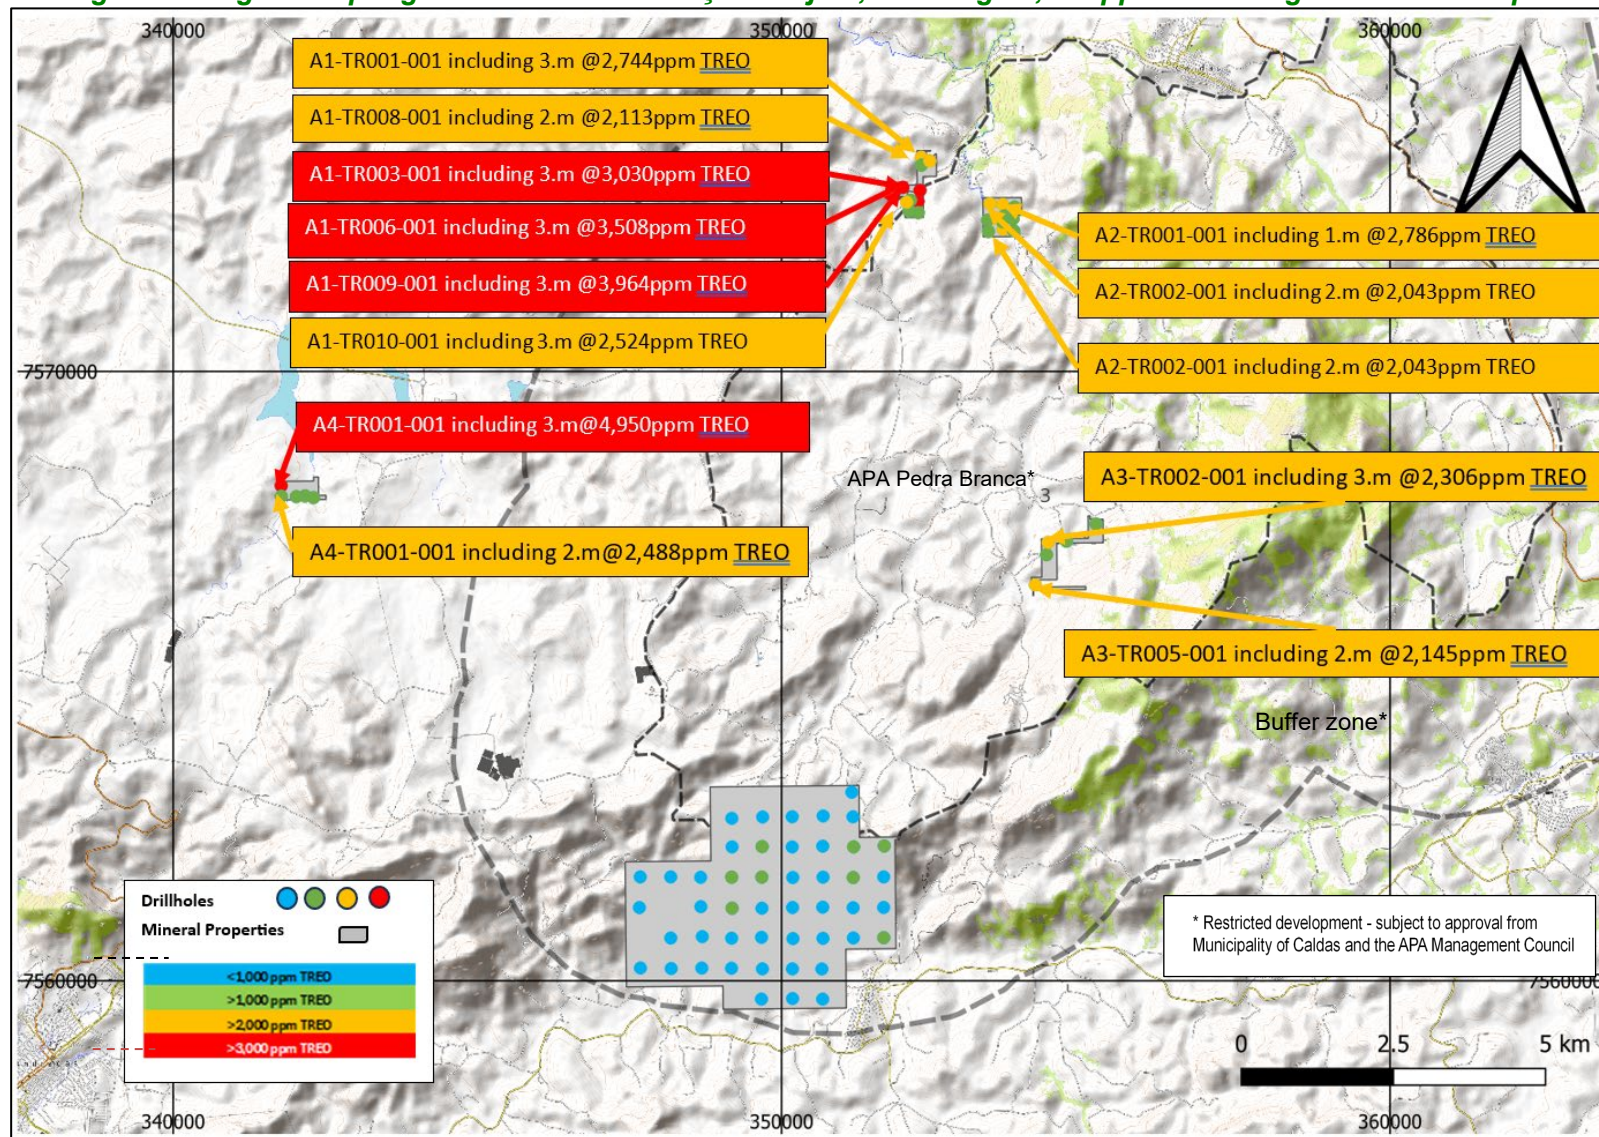 340000
350000
360000
A1-TR001-001 including 3.m @2,744ppm TREO
A1-TR008-001 including 2.m @2,113ppm TREO
A1-TR003-001 including 3.m @3,030ppm TREO
A1-TR006-001 including 3.m @3,508ppm TREO
A1-TR009-001 including 3.m @3,964ppm TREO
A1-TR010-001 including 3.m @2,524ppm TREO
A2-TR001-001 including 1.m @2,786ppm TREO
A2-TR002-001 including 2.m @2,043ppm TREO
A2-TR002-001 including 2.m @2,043ppm TREO
7570000
A4-TR001-001 including 3.m@4,950ppm TREO
A4-TR001-001 including 2.m@2,488ppm TREO
APA Pedra Branca*
3
A3-TR002-001 including 3.m @2,306ppm TREO
A3-TR005-001 including 2.m @2,145ppm TREO
Buffer zone*
Drillholes
Mineral Properties
<1,000 ppm TREO
>1,000 ppm TREO
>2,000 ppm TREO
>3,000 ppm TREO
* Restricted development - subject to approval from
Municipality of Caldas and the APA Management Council
7560000
7560000
0 2.5 5 km
340000
350000
360000